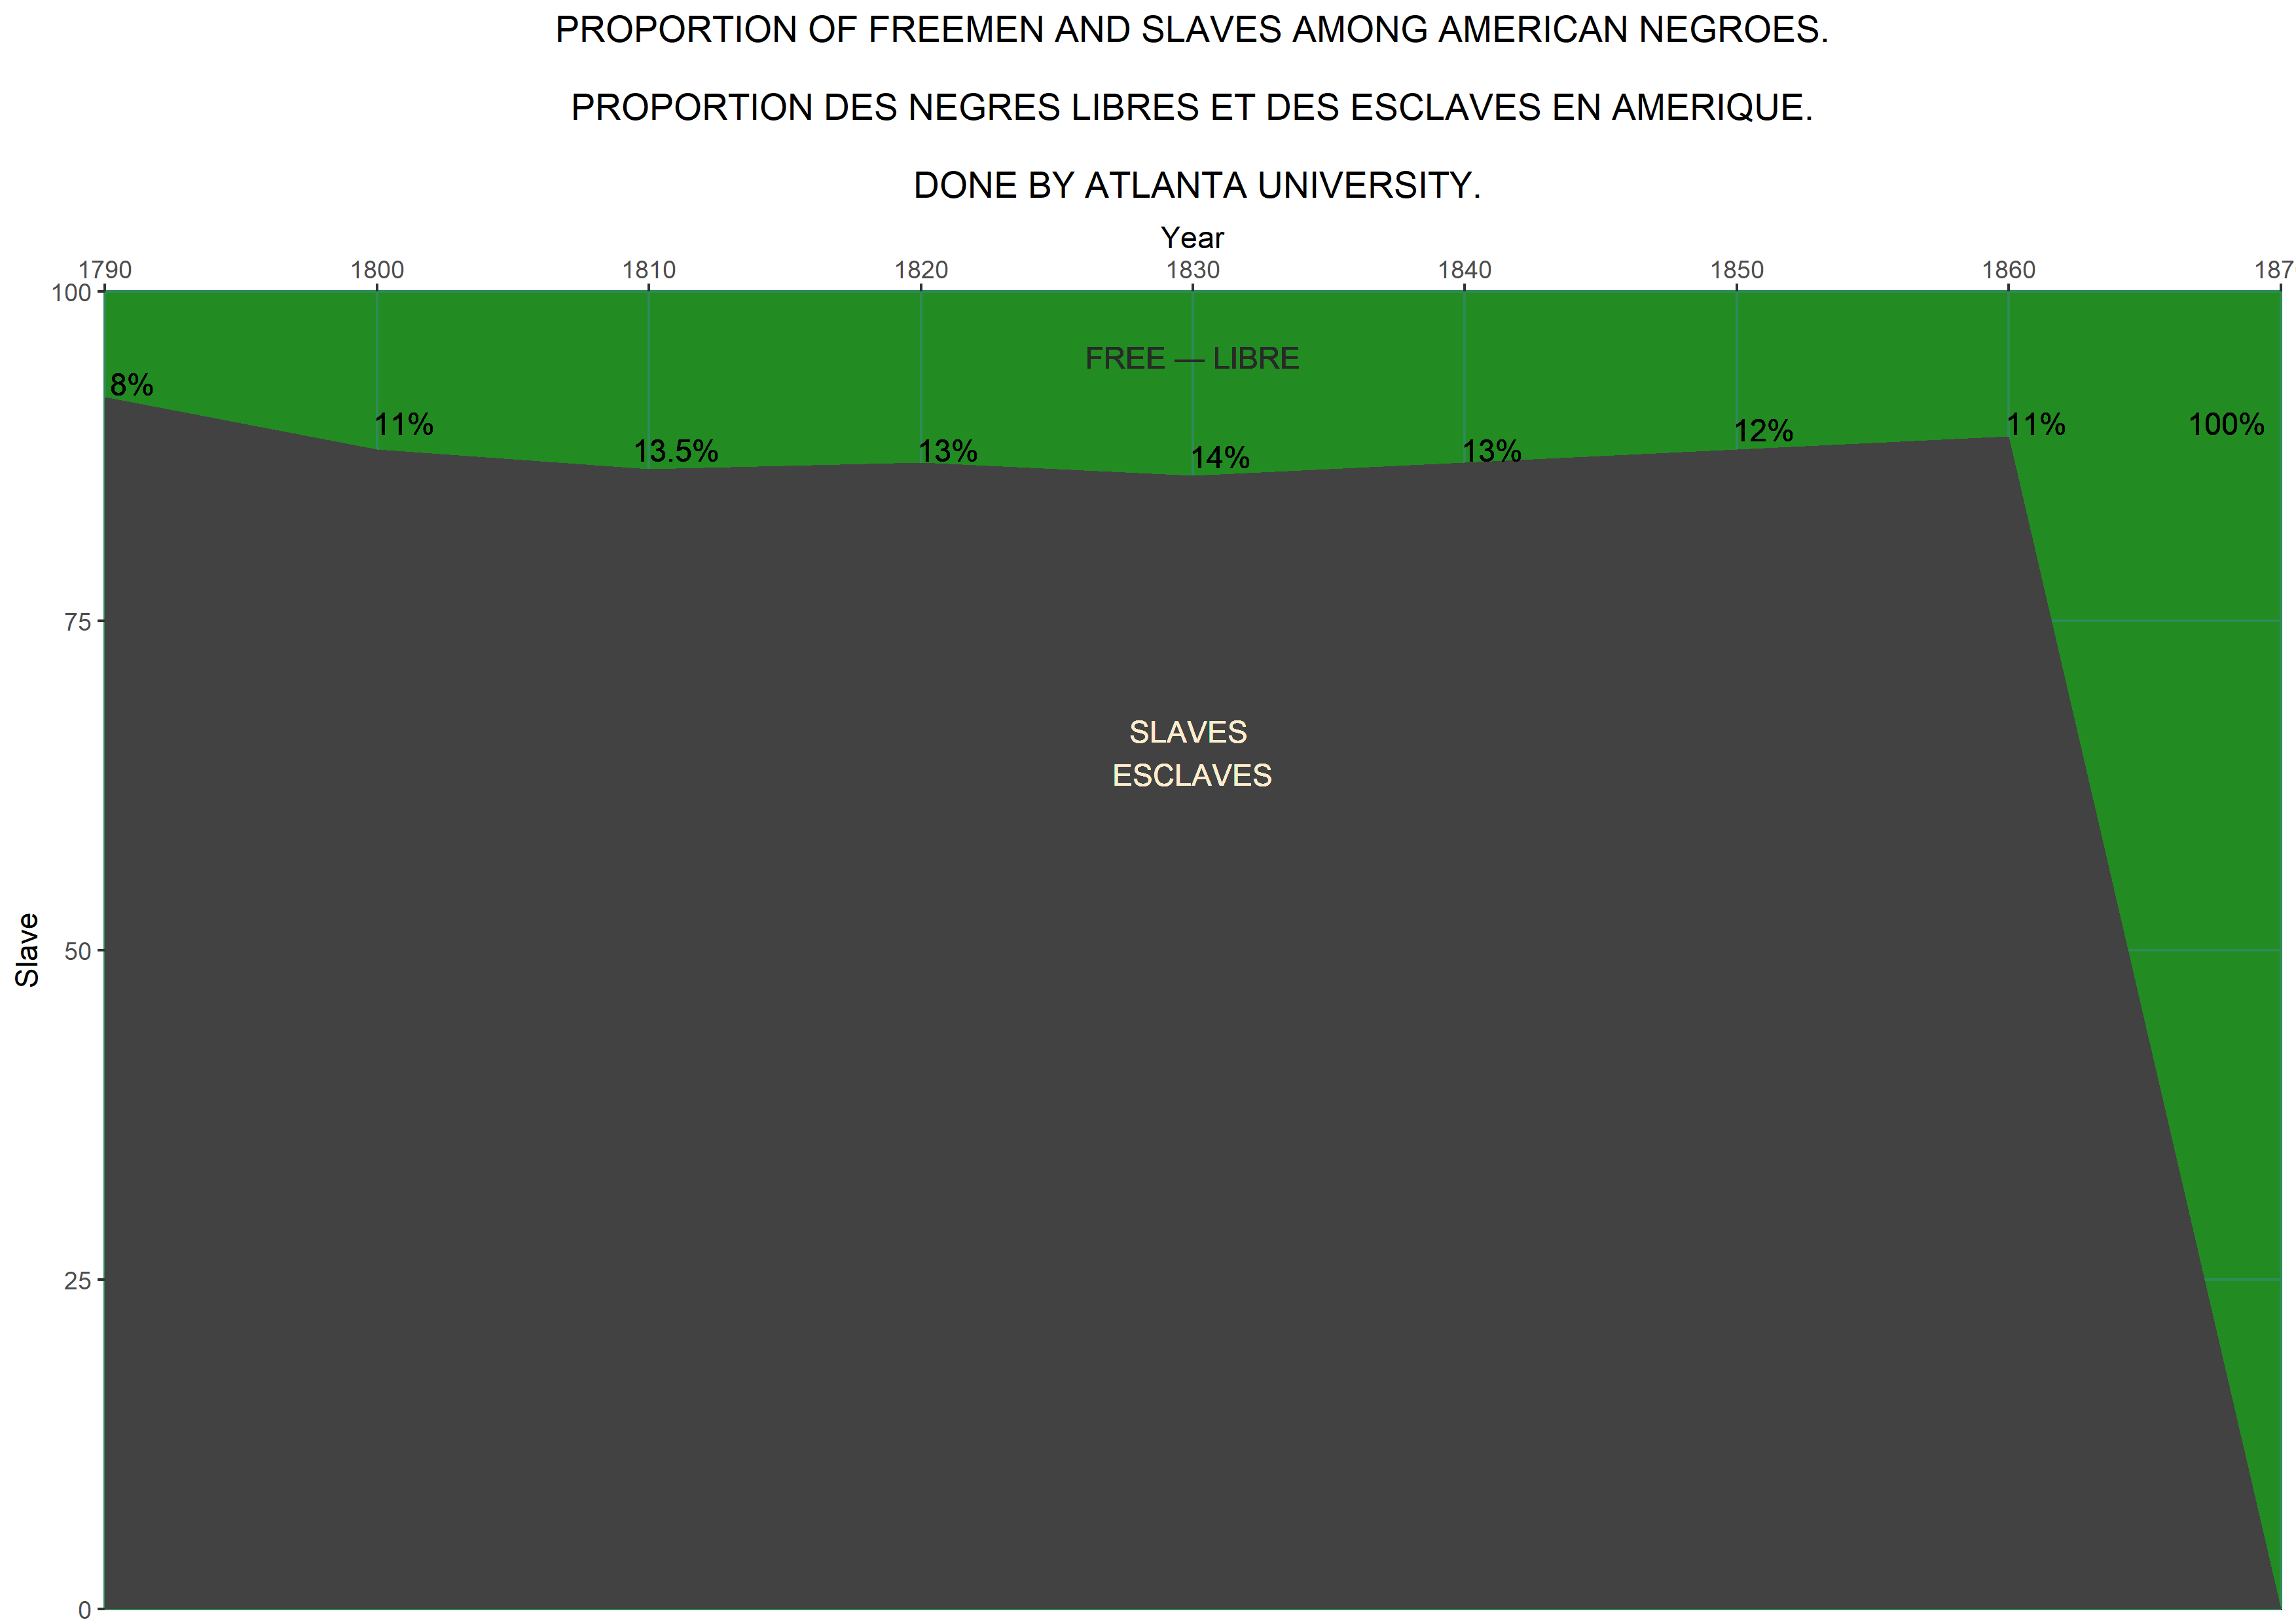 PROPORTION OF FREEMEN AND SLAVES AMONG AMERICAN NEGROES.
PROPORTION DES NEGRES LIBRES ET DES ESCLAVES EN AMERIQUE.
DONE BY ATLANTA UNIVERSITY.
Year
1790 1800 1810 1820 1830 1840 1850 1860 187
100
FREE — LIBRE
8% 11% 13.5% 13% 14% 13% 12% 11% 100%
75
SLAVES
ESCLAVES
Slave
50
25
0